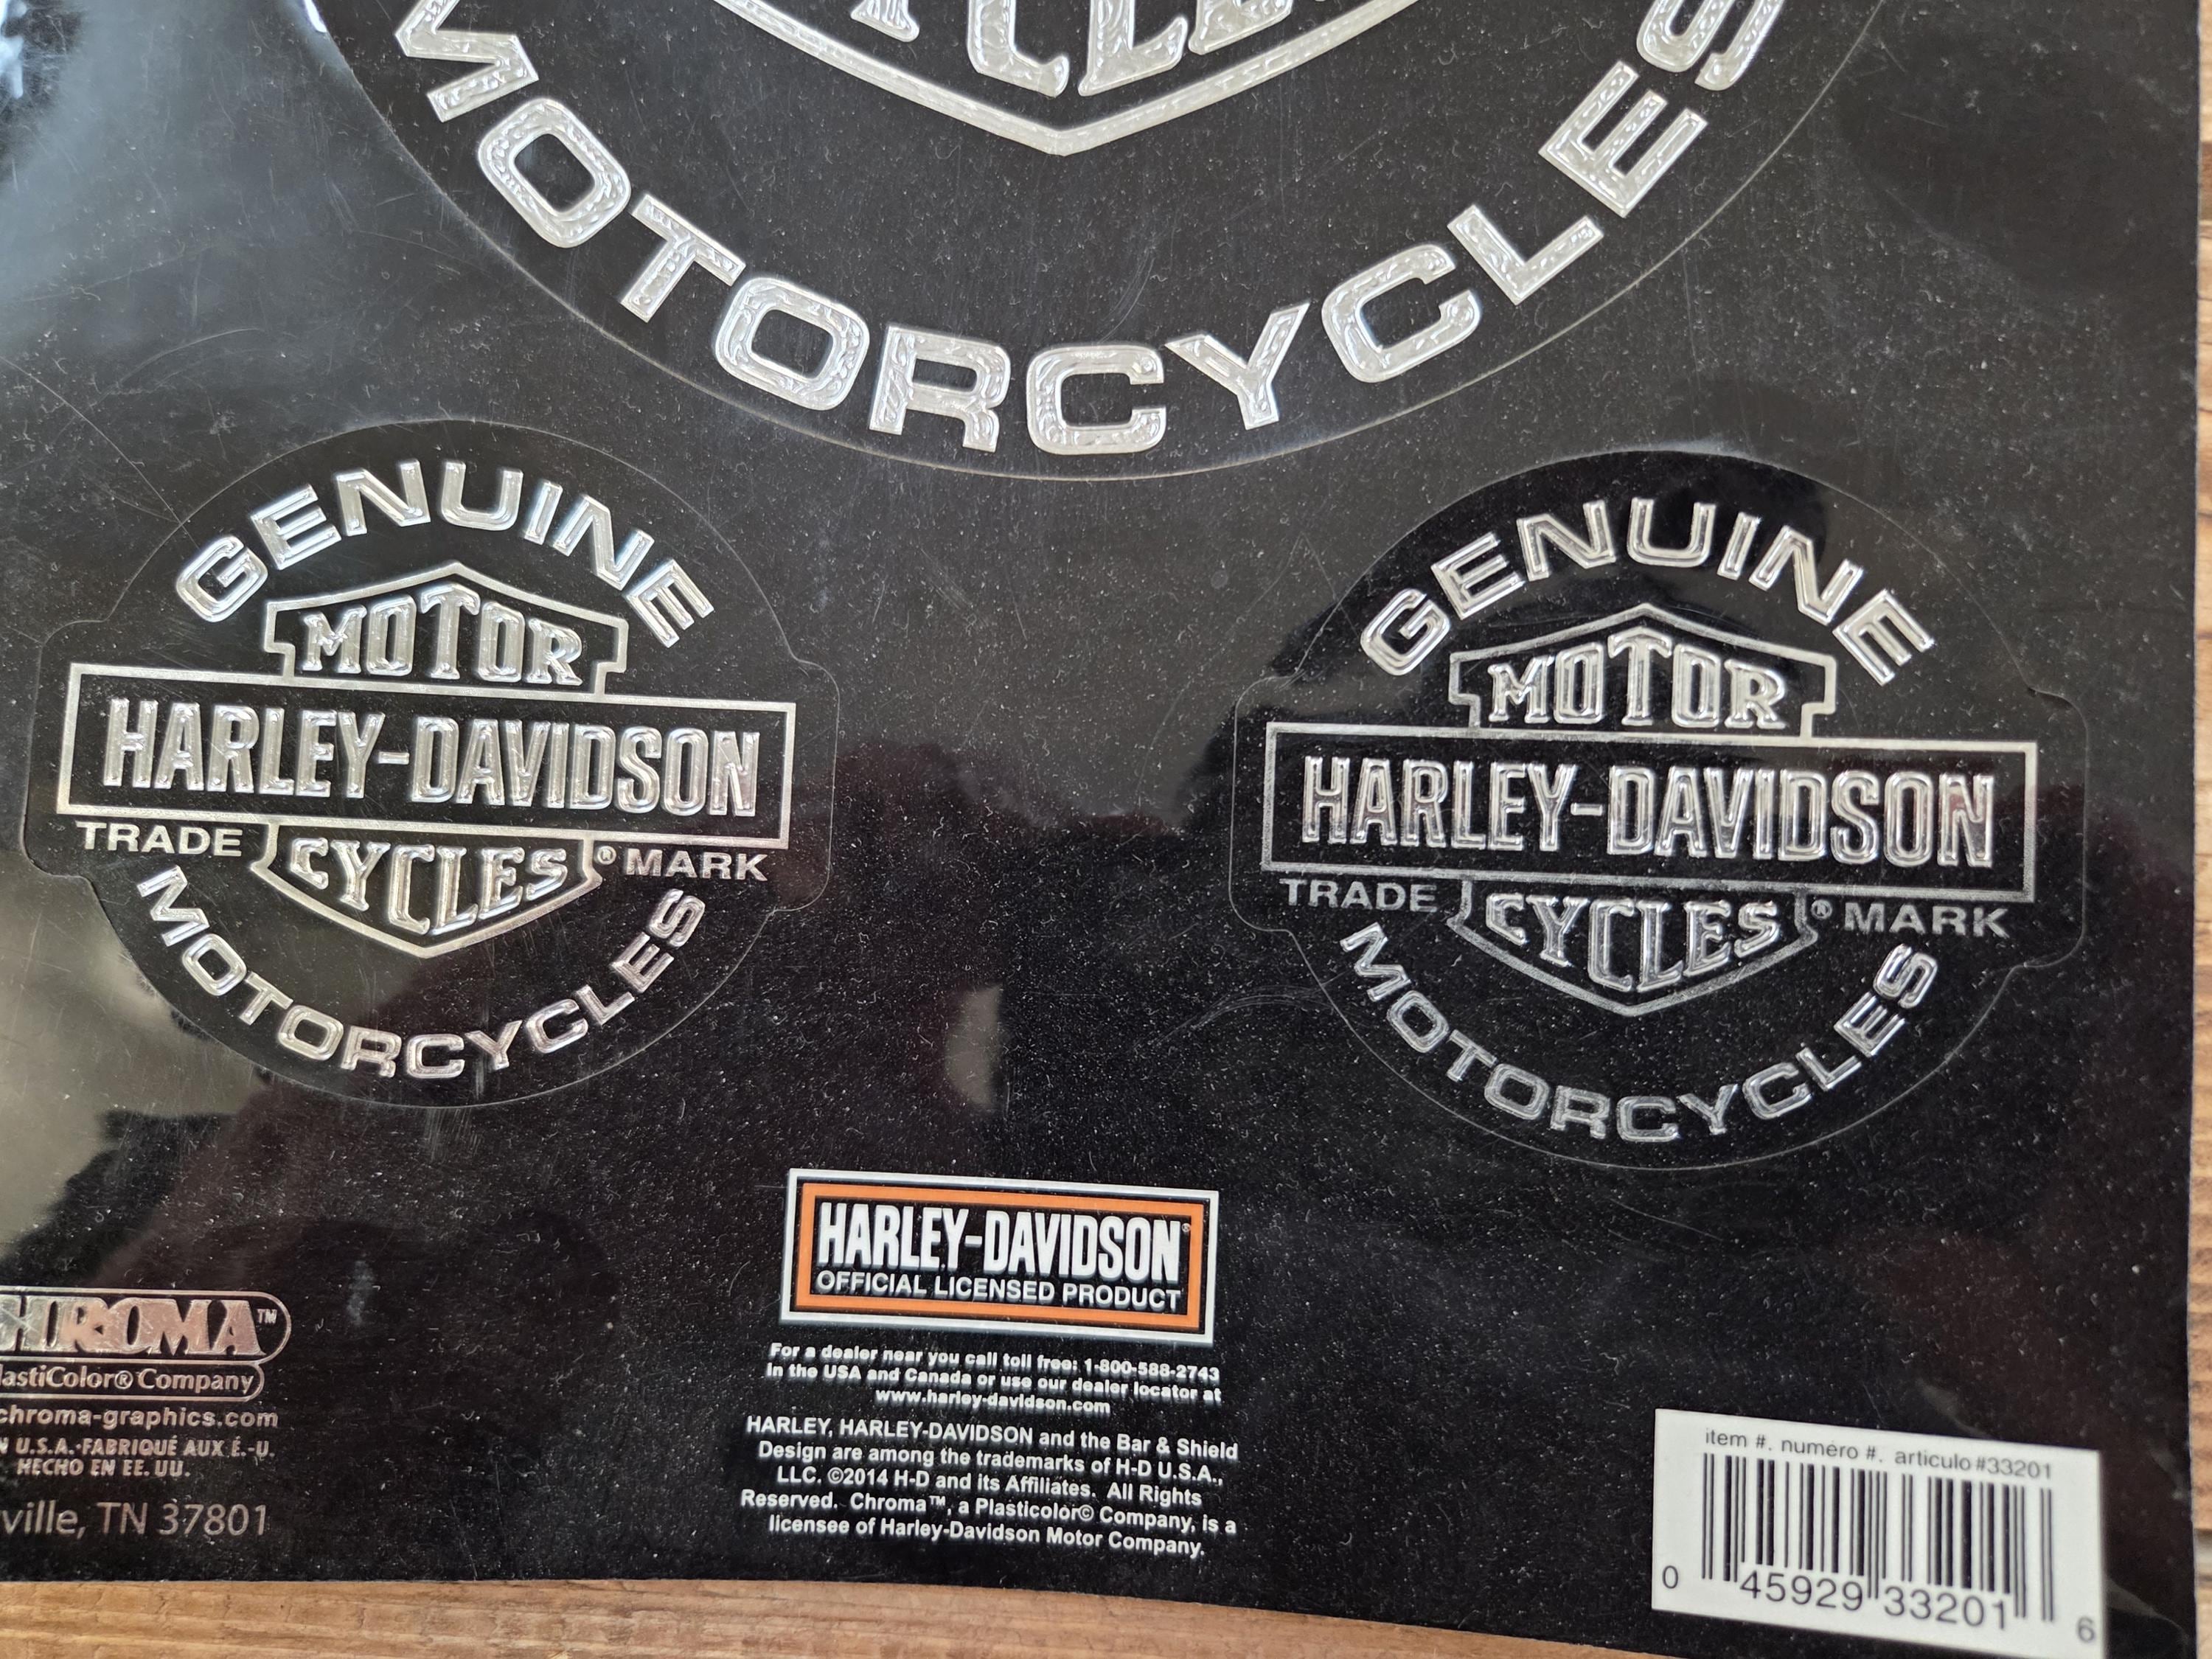 CYCLES
MOTORCYCLES
GENUINE
MOTOR
HARLEY-DAVIDSON
TRADE CYCLES ® MARK
MOTORCYCLES
GENUINE
MOTOR
HARLEY-DAVIDSON
TRADE CYCLES ® MARK
MOTORCYCLES
HARLEY-DAVIDSON®
OFFICIAL LICENSED PRODUCT
For a dealer near you call toll free: 1-800-588-2743
In the USA and Canada or use our dealer locator at
www.harley-davidson.com
HARLEY, HARLEY-DAVIDSON and the Bar & Shield
Design are among the trademarks of H-D U.S.A.,
LLC. ©2014 H-D and its Affiliates. All Rights
Reserved. Chroma™, a Plasticolor© Company, is a
licensee of Harley-Davidson Motor Company.
HROMA™
lastiColor® Company
chroma-graphics.com
N U.S.A.·FABRIQUÉ AUX É.-U.
HECHO EN EE. UU.
ville, TN 37801
item #. numéro #. articulo #33201
0 45929 33201 6